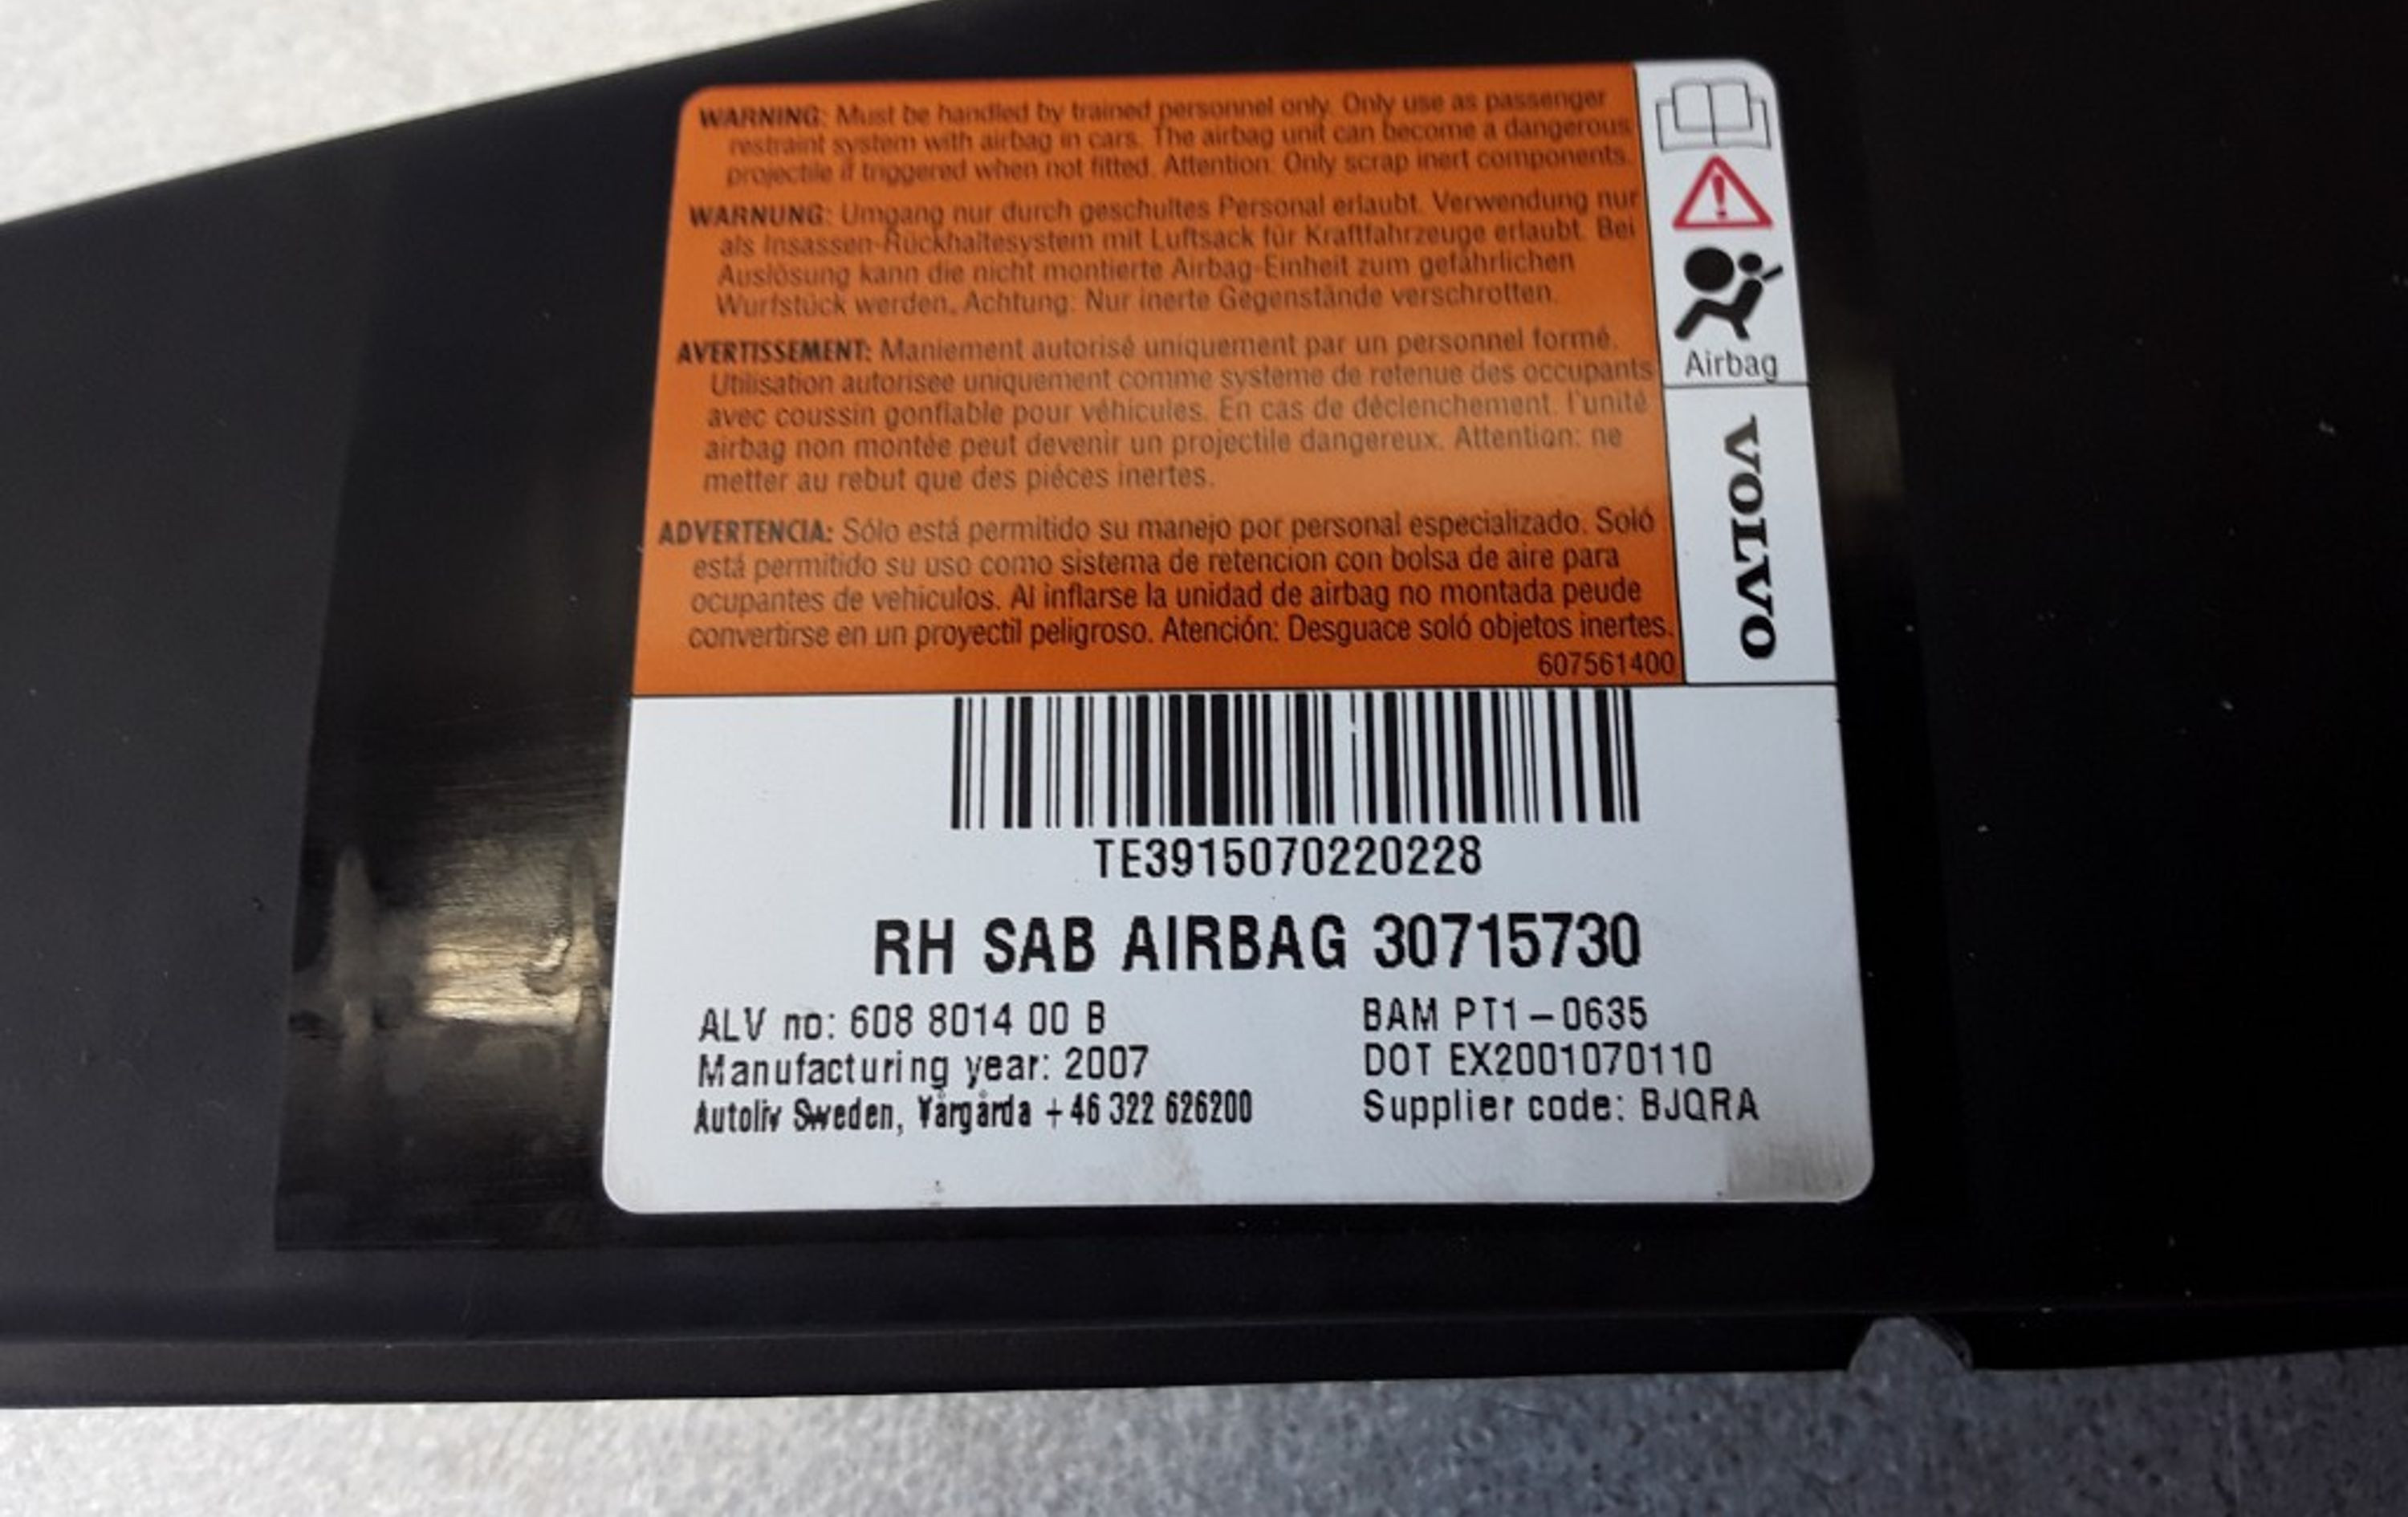 WARNING: Must be handled by trained personnel only. Only use as passenger
restraint system with airbag in cars. The airbag unit can become a dangerous
projectile if triggered when not fitted. Attention: Only scrap inert components.
WARNUNG: Umgang nur durch geschultes Personal erlaubt. Verwendung nur
als Insassen-Rückhaltesystem mit Luftsack für Kraftfahrzeuge erlaubt. Bei
Auslösung kann die nicht montierte Airbag-Einheit zum gefährlichen
Wurfstück werden. Achtung: Nur inerte Gegenstände verschrotten.
AVERTISSEMENT: Maniement autorisé uniquement par un personnel formé.
Utilisation autorisee uniquement comme systeme de retenue des occupants
avec coussin gonflable pour véhicules. En cas de déclenchement, l'unité
airbag non montée peut devenir un projectile dangereux. Attention: ne
metter au rebut que des piéces inertes.
ADVERTENCIA: Sólo está permitido su manejo por personal especializado. Soló
está permitido su uso como sistema de retencion con bolsa de aire para
ocupantes de vehiculos. Al inflarse la unidad de airbag no montada peude
convertirse en un proyectil peligroso. Atención: Desguace soló objetos inertes.
607561400
Airbag
VOLVO
TE3915070220228
RH SAB AIRBAG 30715730
ALV no: 608 8014 00 B
BAM PT1-0635
Manufacturing year: 2007
DOT EX2001070110
Autoliv Sweden, Vårgårda +46 322 626200
Supplier code: BJQRA